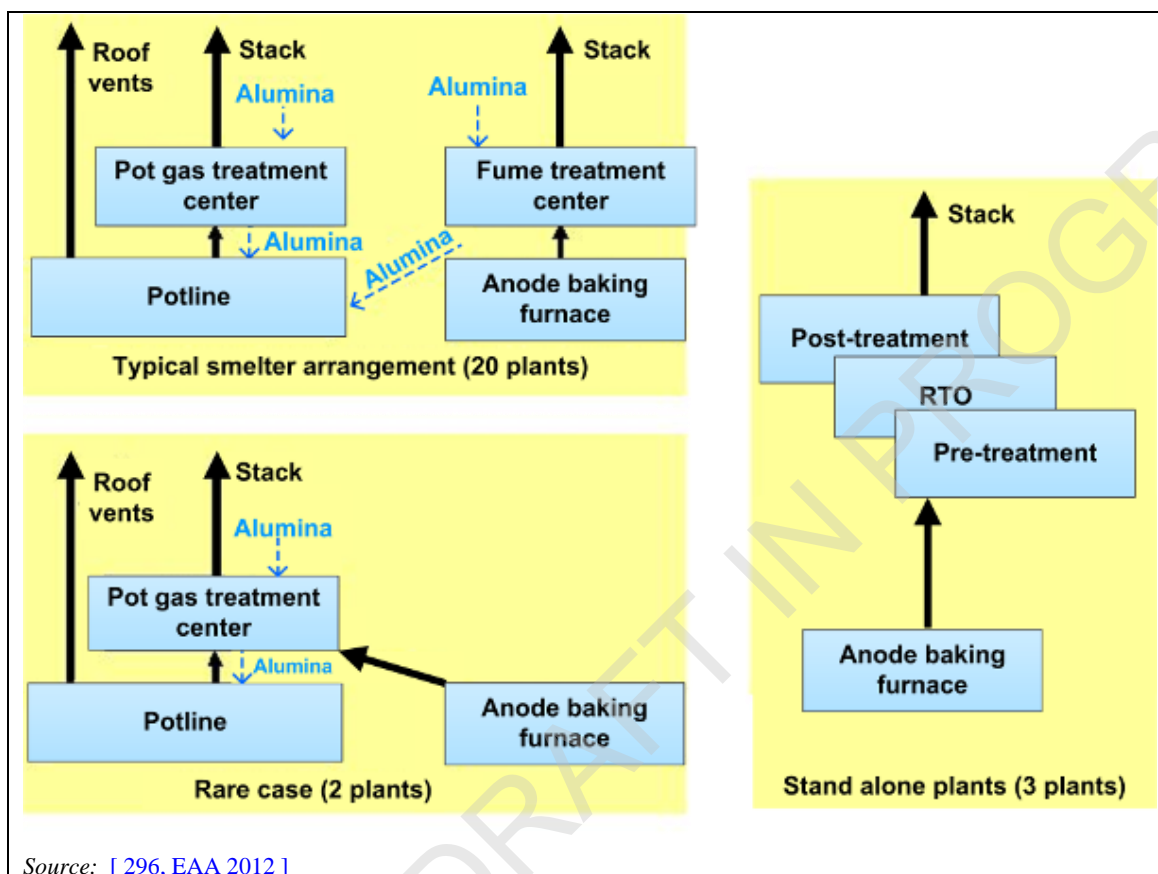 Roof
vents
Stack
Alumina
Pot gas treatment
center
Alumina
Potline
Stack
Alumina
Fume treatment
center
Alumina
Anode baking
furnace
Typical smelter arrangement (20 plants)
Roof
vents
Stack
Alumina
Pot gas treatment
center
Alumina
Potline
Anode baking
furnace
Rare case (2 plants)
Stack
Post-treatment
RTO
Pre-treatment
Anode baking
furnace
Stand alone plants (3 plants)
Source: [ 296, EAA 2012 ]
DRAFT IN PROGR